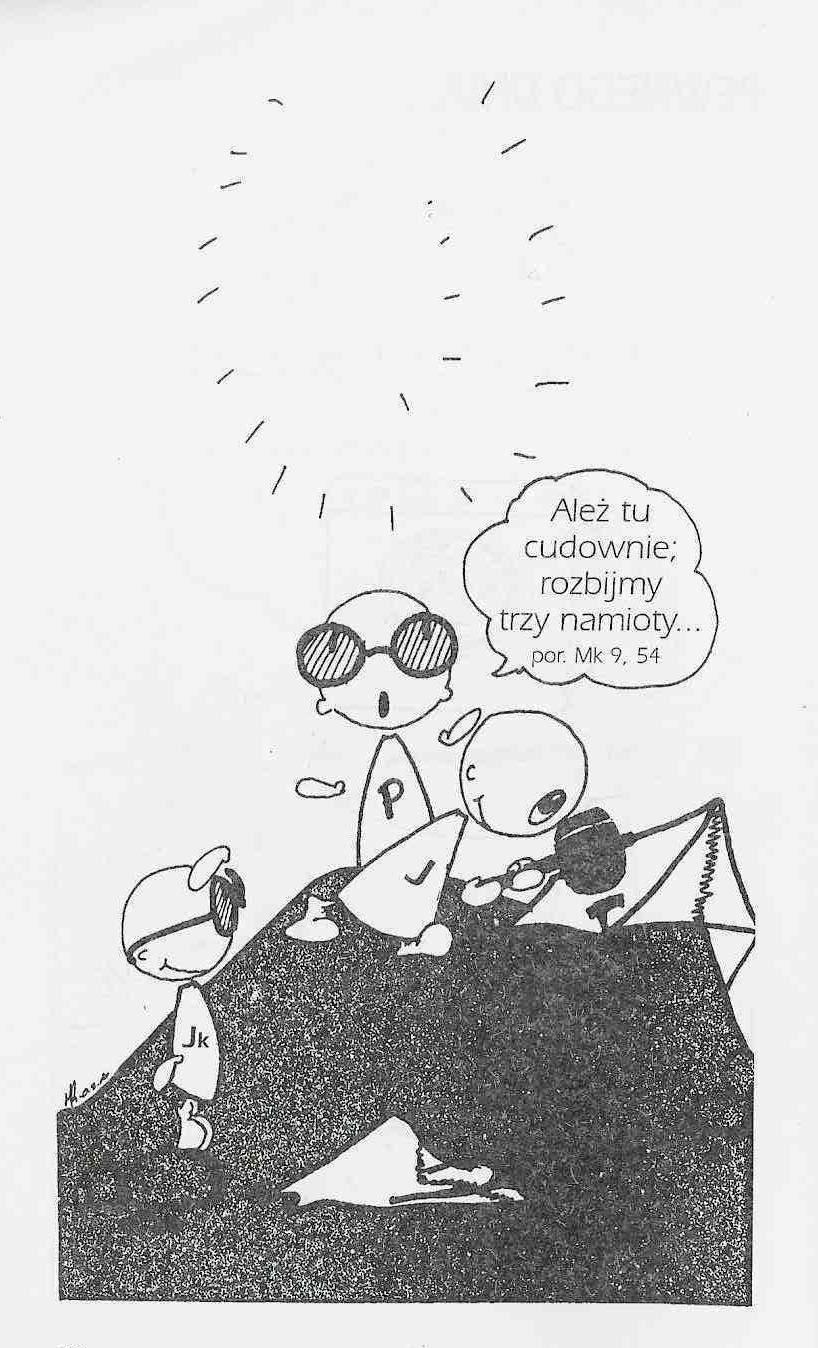 Ależ tu
cudownie;
rozbijmy
trzy namioty...
por. Mk 9, 54
P
J
Jk